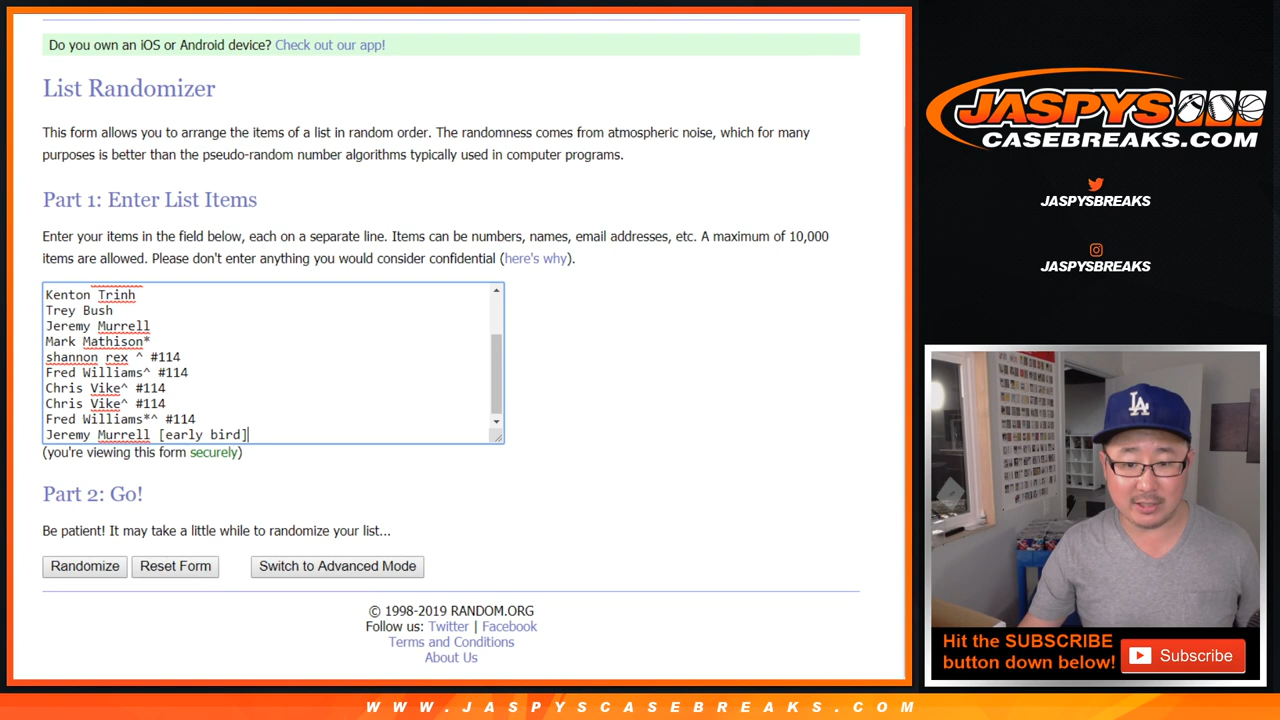 Do you own an iOS or Android device? Check out our app!
List Randomizer
This form allows you to arrange the items of a list in random order. The randomness comes from atmospheric noise, which for many
purposes is better than the pseudo-random number algorithms typically used in computer programs.
Part 1: Enter List Items
Enter your items in the field below, each on a separate line. Items can be numbers, names, email addresses, etc. A maximum of 10,000
items are allowed. Please don't enter anything you would consider confidential (here's why).
Kenton Trinh
Trey Bush
Jeremy Murrell
Mark Mathison*
shannon rex ^ #114
Fred Williams^ #114
Chris Vike^ #114
Chris Vike^ #114
Fred Williams*^ #114
Jeremy Murrell [early bird]
(you're viewing this form securely)
Part 2: Go!
Be patient! It may take a little while to randomize your list...
Randomize
Reset Form
Switch to Advanced Mode
© 1998-2019 RANDOM.ORG
Follow us: Twitter | Facebook
Terms and Conditions
About Us
JASPYS
CASEBREAKS.COM
JASPYSBREAKS
JASPYSBREAKS
LA
Hit the SUBSCRIBE
button down below!
Subscribe
WWW.JASPYSCASEBREAKS.COM